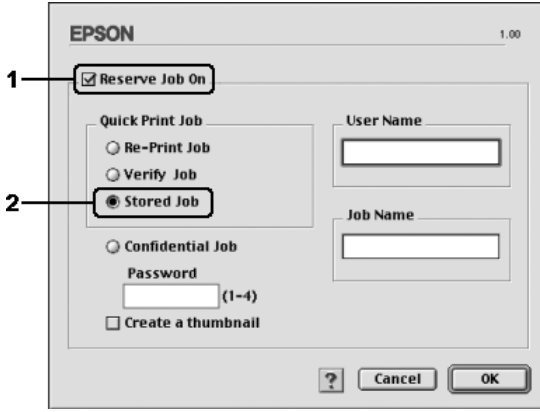 EPSON
1.00
1
Reserve Job On
Quick Print Job
Re-Print Job
Verify Job
2
Stored Job
Confidential Job
Password
(1-4)
Create a thumbnail
User Name
Job Name
?
Cancel
OK